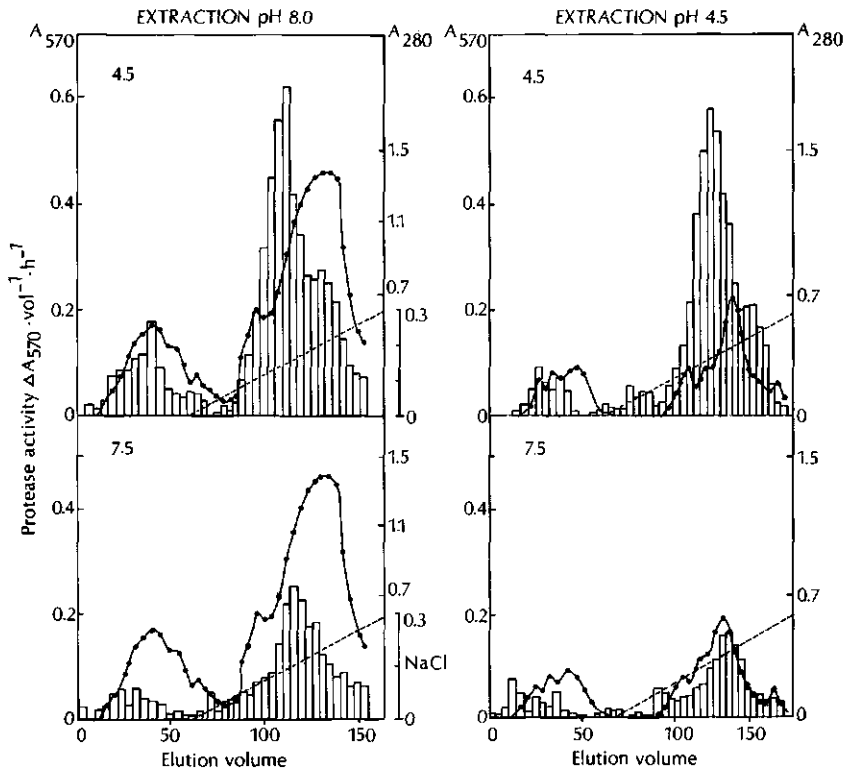 EXTRACTION pH 8.0
EXTRACTION pH 4.5
A 570
A 280
A 570
A 280
4.5
4.5
0.6
0.6
1.5
1.5
0.4
0.4
1.1
0.2
0.7
0.3
0.2
0.7
0
0
0
0
Protease activity ΔA570·vol⁻¹·h⁻¹
7.5
7.5
1.5
1.5
0.4
0.4
1.1
0.2
0.7
0.3
NaCl
0.2
0.7
0
0
0
0
0 50 100 150
0 50 100 150
Elution volume
Elution volume